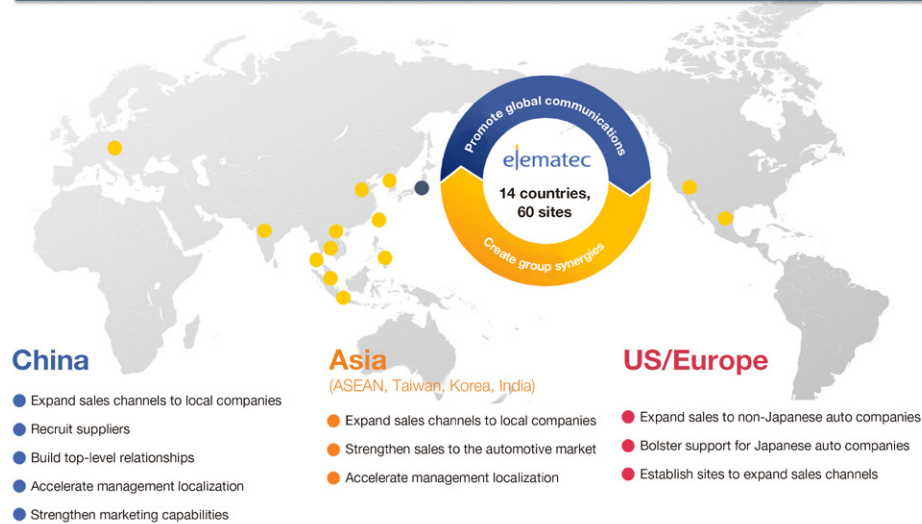 Promote global communications
elematec
14 countries,
60 sites
Create group synergies
China
Expand sales channels to local companies
Recruit suppliers
Build top-level relationships
Accelerate management localization
Strengthen marketing capabilities
Asia
(ASEAN, Taiwan, Korea, India)
Expand sales channels to local companies
Strengthen sales to the automotive market
Accelerate management localization
US/Europe
Expand sales to non-Japanese auto companies
Bolster support for Japanese auto companies
Establish sites to expand sales channels